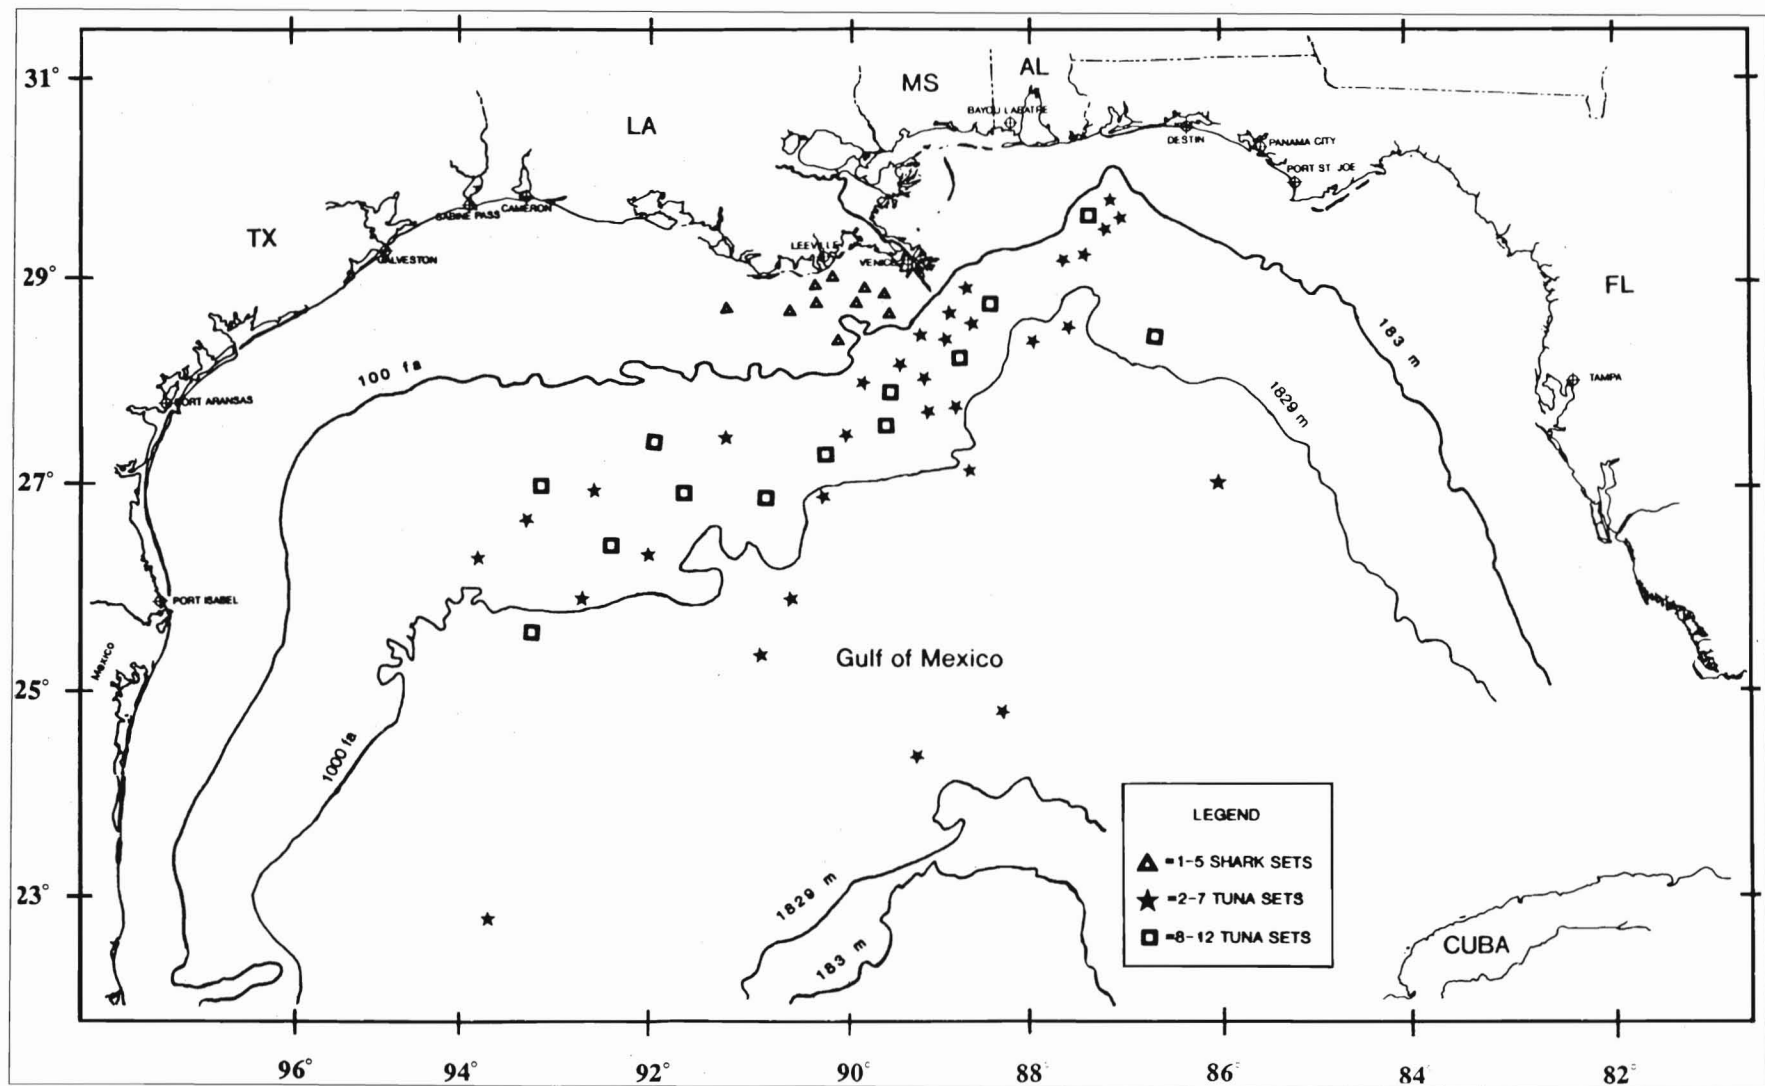 31°
29°
27°
25°
23°
96°
94°
92°
90°
88°
86°
84°
82°
TX
LA
MS
AL
FL
BAYOU LABATRE
DESTIN
PANAMA CITY
PORT ST JOE
TAMPA
SABINE PASS
CAMERON
GALVESTON
LEEVILLE
VENICE
PORT ARANSAS
PORT ISABEL
Mexico
100 fa
1000 fa
183 m
1829 m
1829 m
183 m
Gulf of Mexico
CUBA
LEGEND
=1-5 SHARK SETS
=2-7 TUNA SETS
=8-12 TUNA SETS